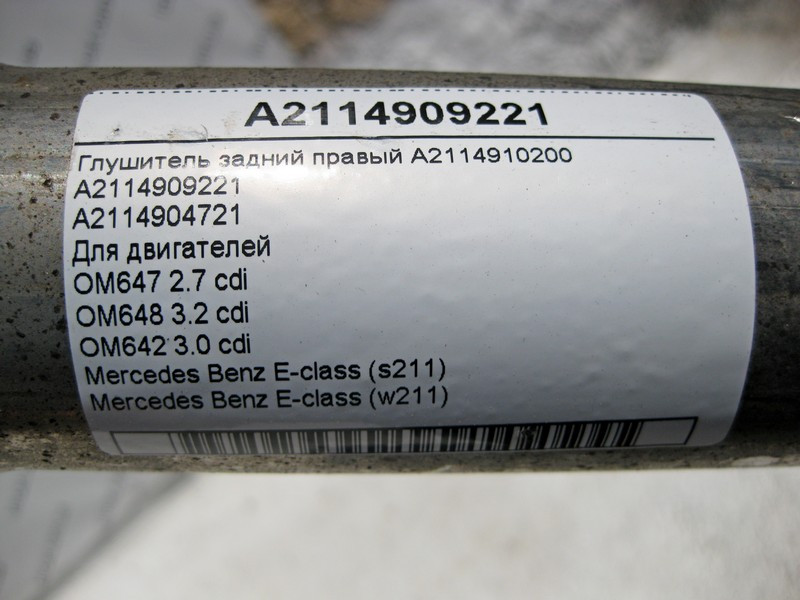 A2114909221
Глушитель задний правый A2114910200
A2114909221
A2114904721
Для двигателей
OM647 2.7 cdi
OM648 3.2 cdi
OM642 3.0 cdi
Mercedes Benz E-class (s211)
Mercedes Benz E-class (w211)